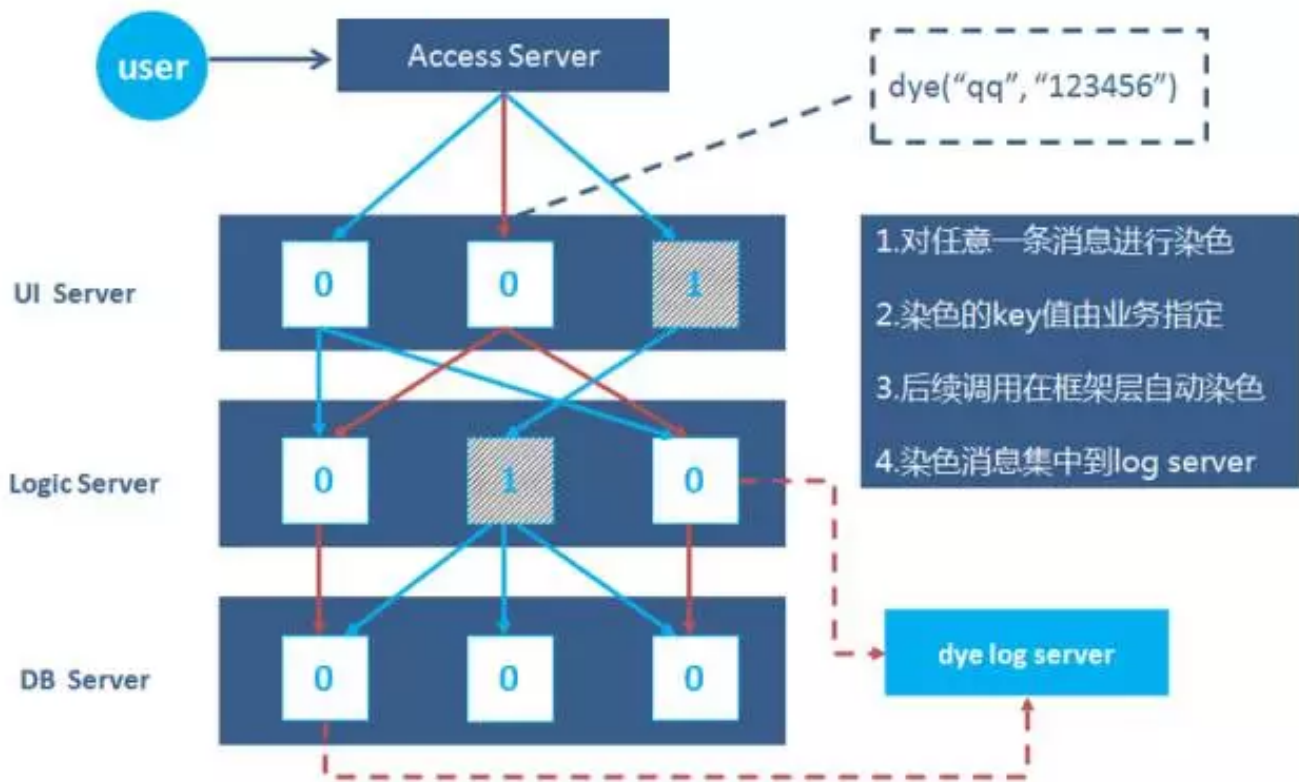 user
Access Server
dye(“qq”, “123456”)
UI Server
0
0
1
1.对任意一条消息进行染色
2.染色的key值由业务指定
3.后续调用在框架层自动染色
4.染色消息集中到log server
Logic Server
0
1
0
DB Server
0
0
0
dye log server